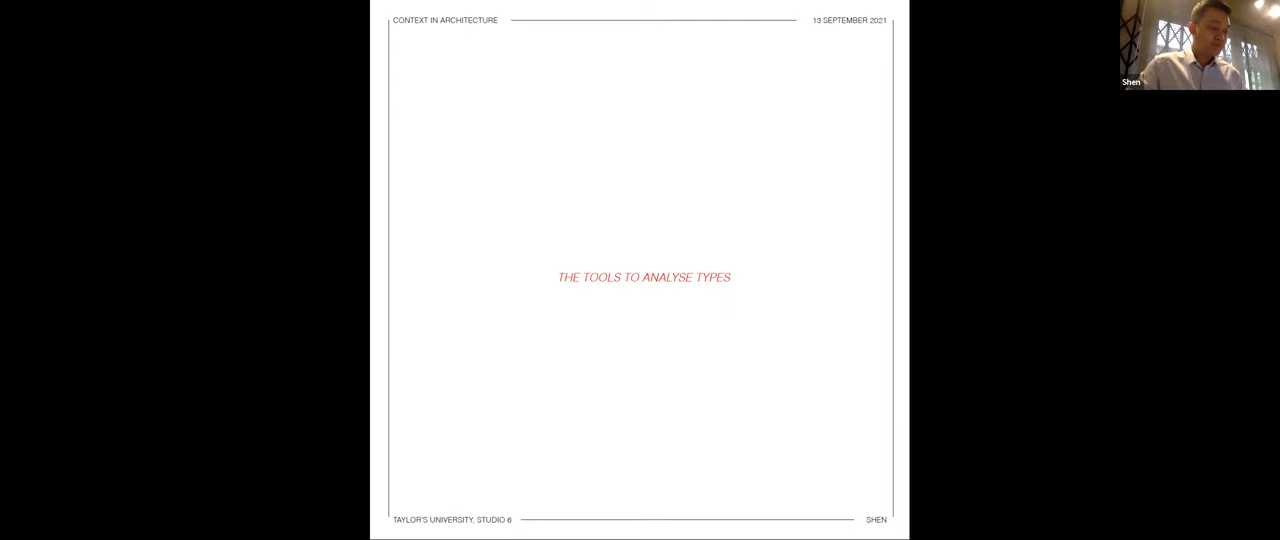 CONTEXT IN ARCHITECTURE
13 SEPTEMBER 2021
Shen
THE TOOLS TO ANALYSE TYPES
TAYLOR'S UNIVERSITY, STUDIO 6
SHEN